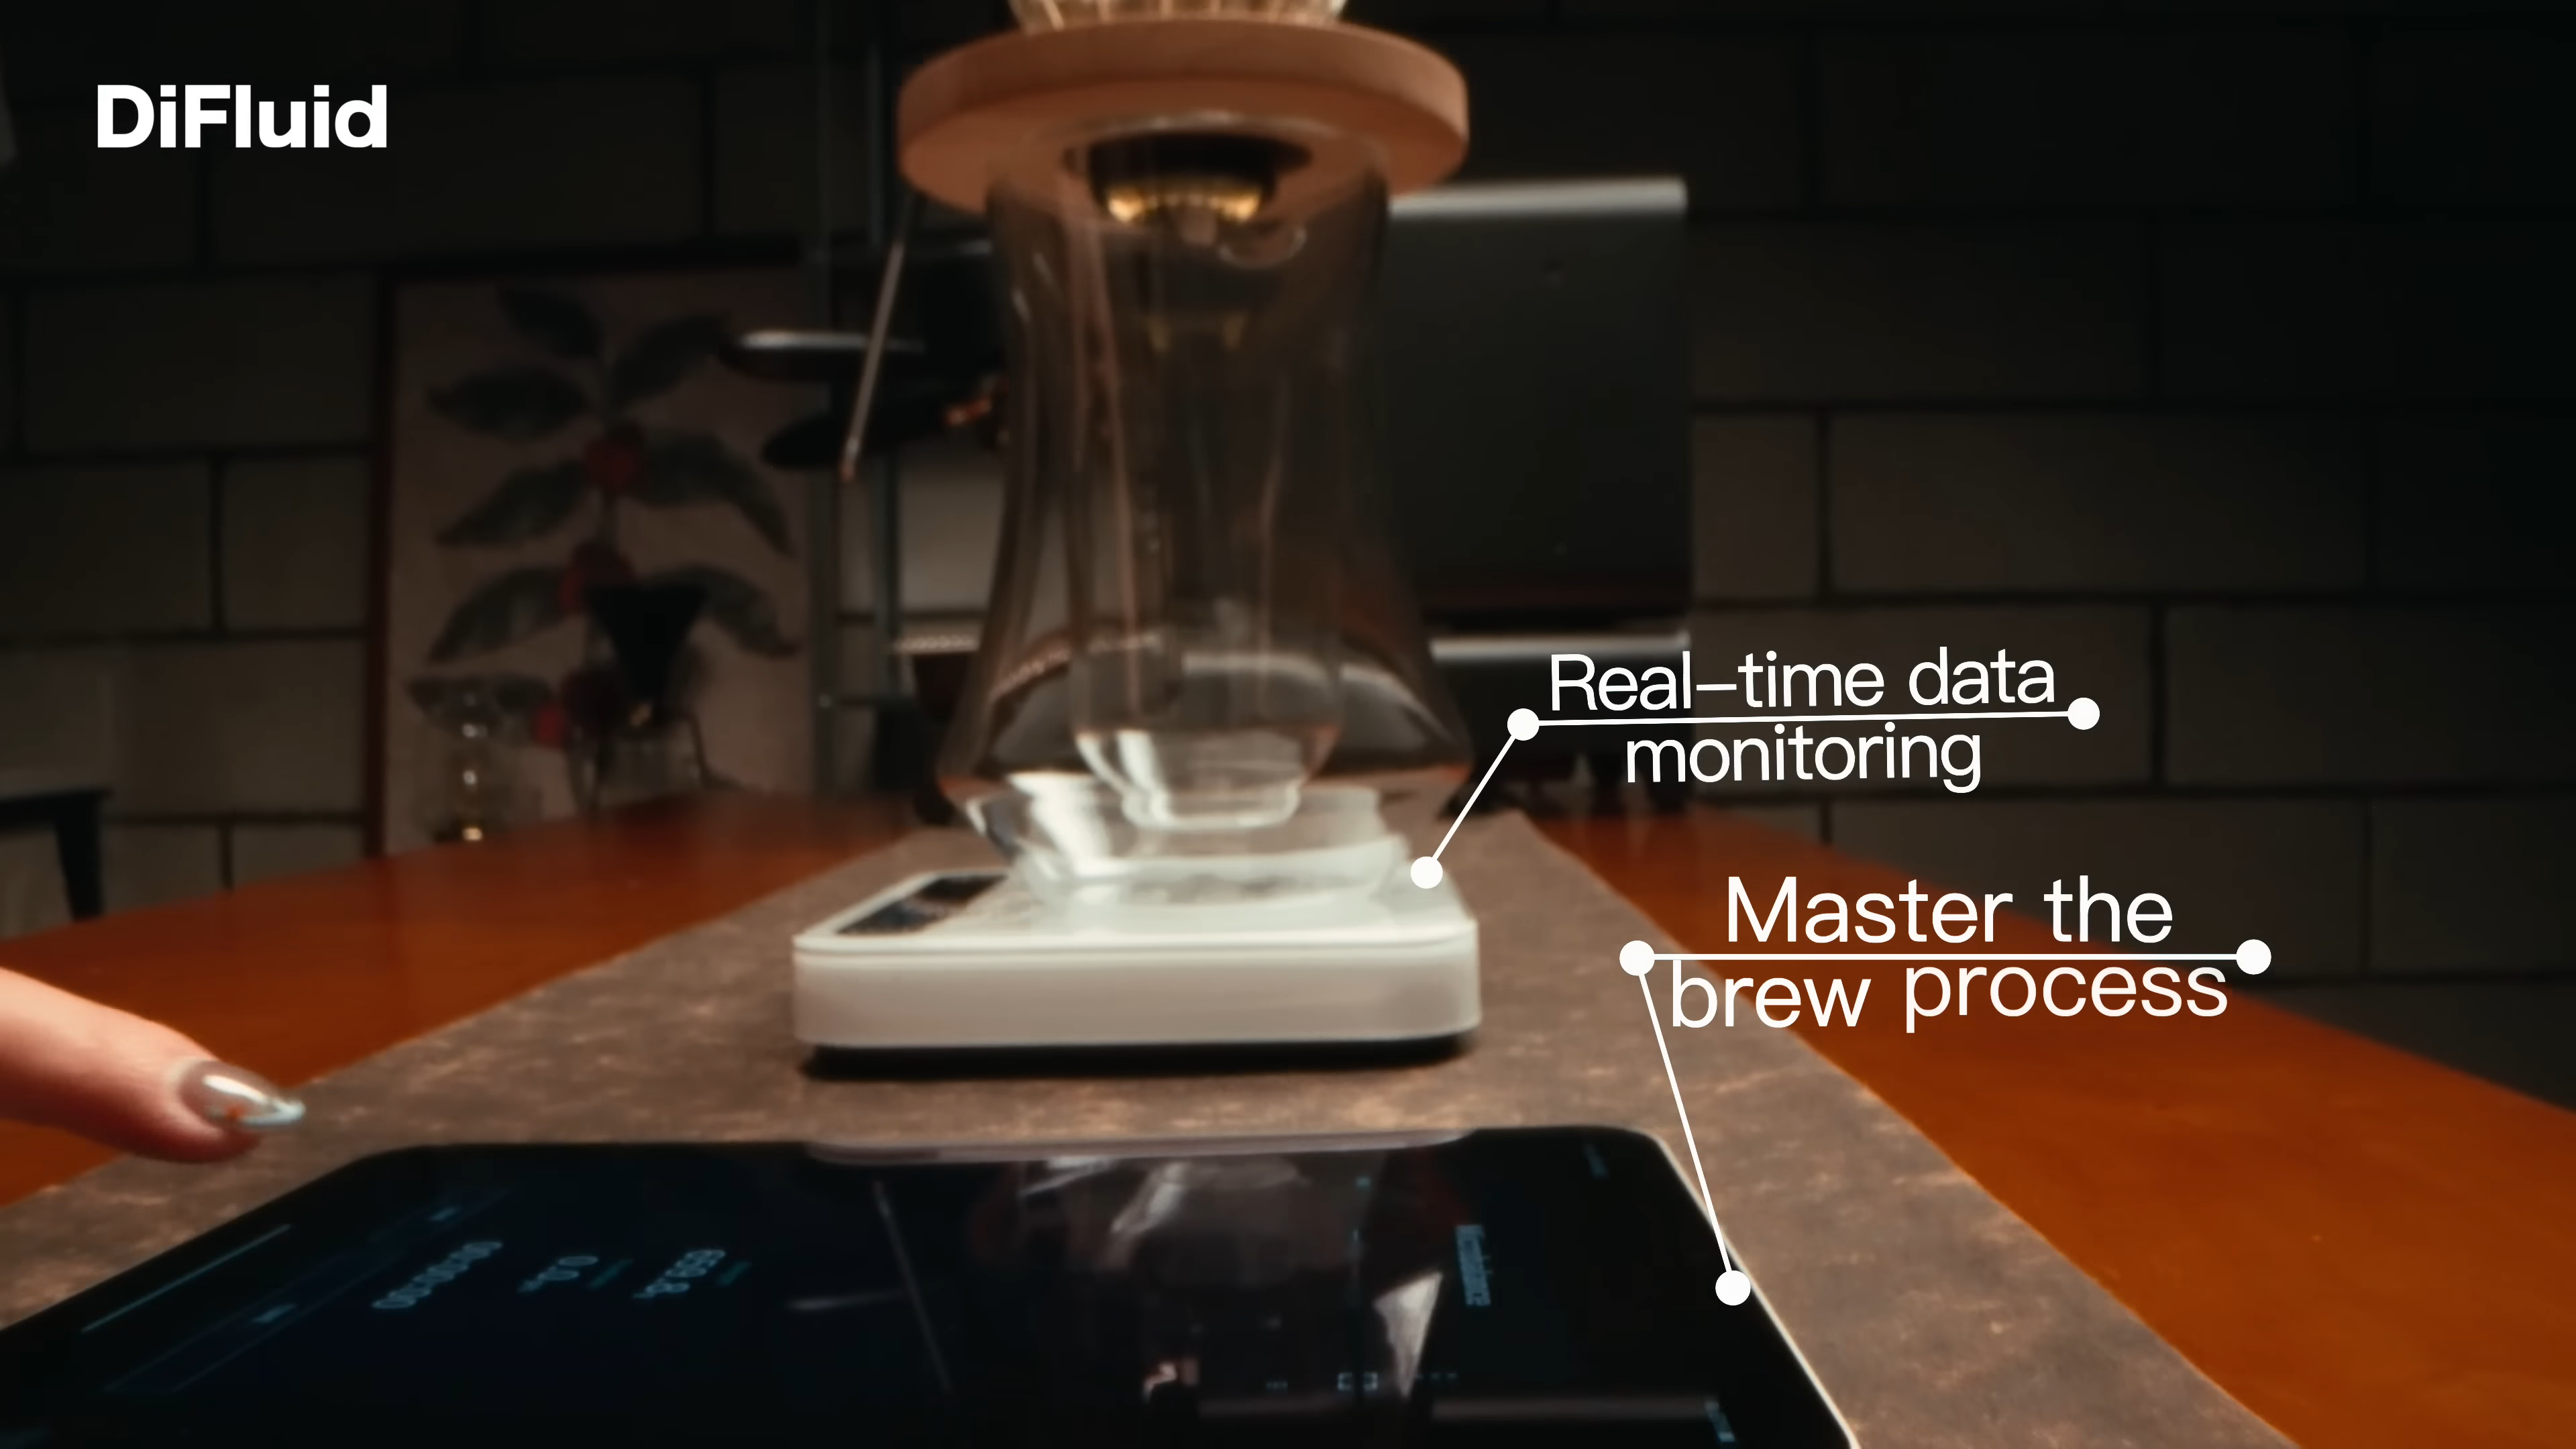 DiFluid
Real-time data
monitoring
Master the
brew process